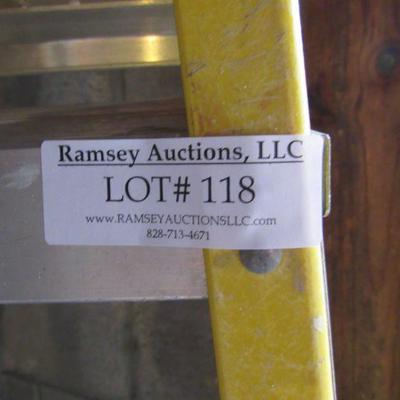 Ramsey Auctions, LLC
LOT# 118
www.RAMSEYAUCTIONSLLC.com
828-713-4671